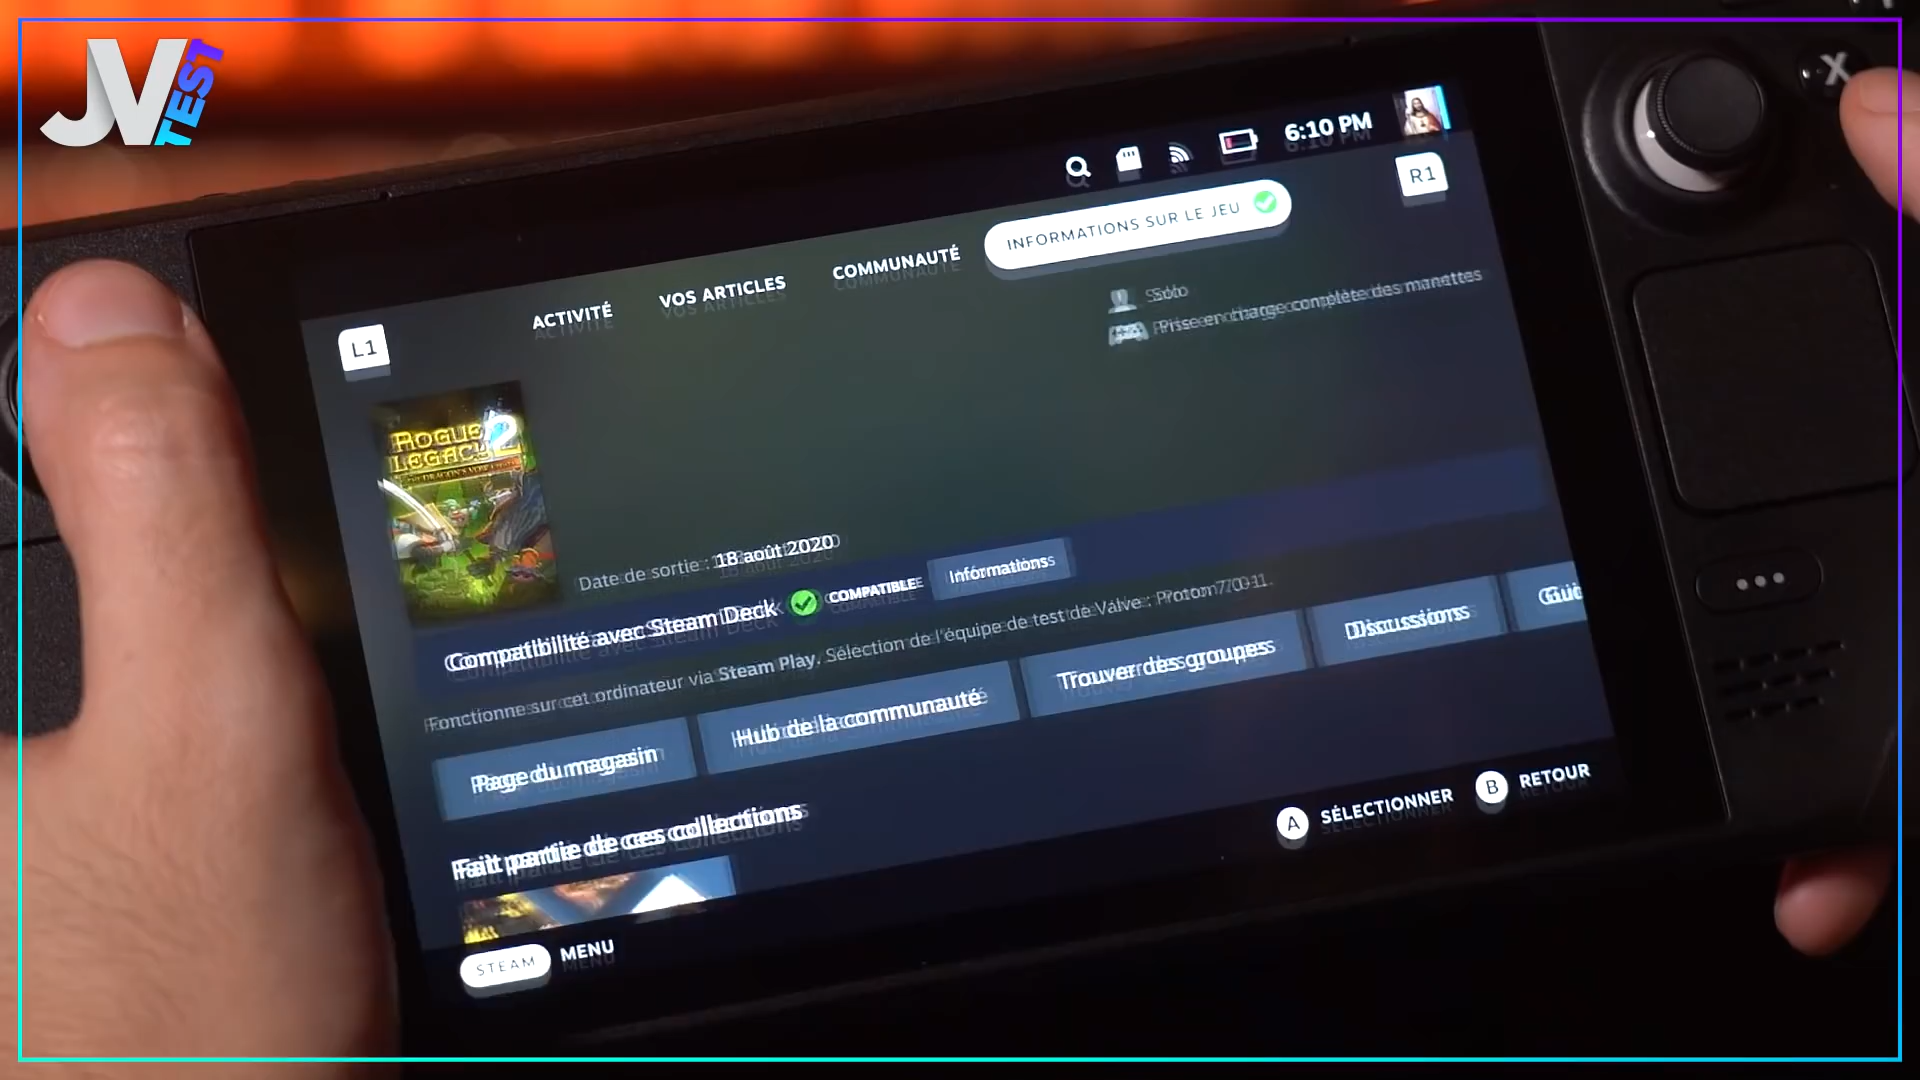 JV
TEST
X
6:10 PM
R1
INFORMATIONS SUR LE JEU
COMMUNAUTÉ
VOS ARTICLES
ACTIVITÉ
L1
Solo
Prise en charge complète des manettes
ROGUE
LEGACY 2
Date de sortie : 18 août 2020
Compatibilité avec Steam Deck COMPATIBLE Informations
Fonctionne sur cet ordinateur via Steam Play. Sélection de l'équipe de test de Valve : Proton 7.0-1.
Page du magasin
Hub de la communauté
Trouver des groupes
Discussions
Fait partie de ces collections
A SÉLECTIONNER
B RETOUR
STEAM MENU